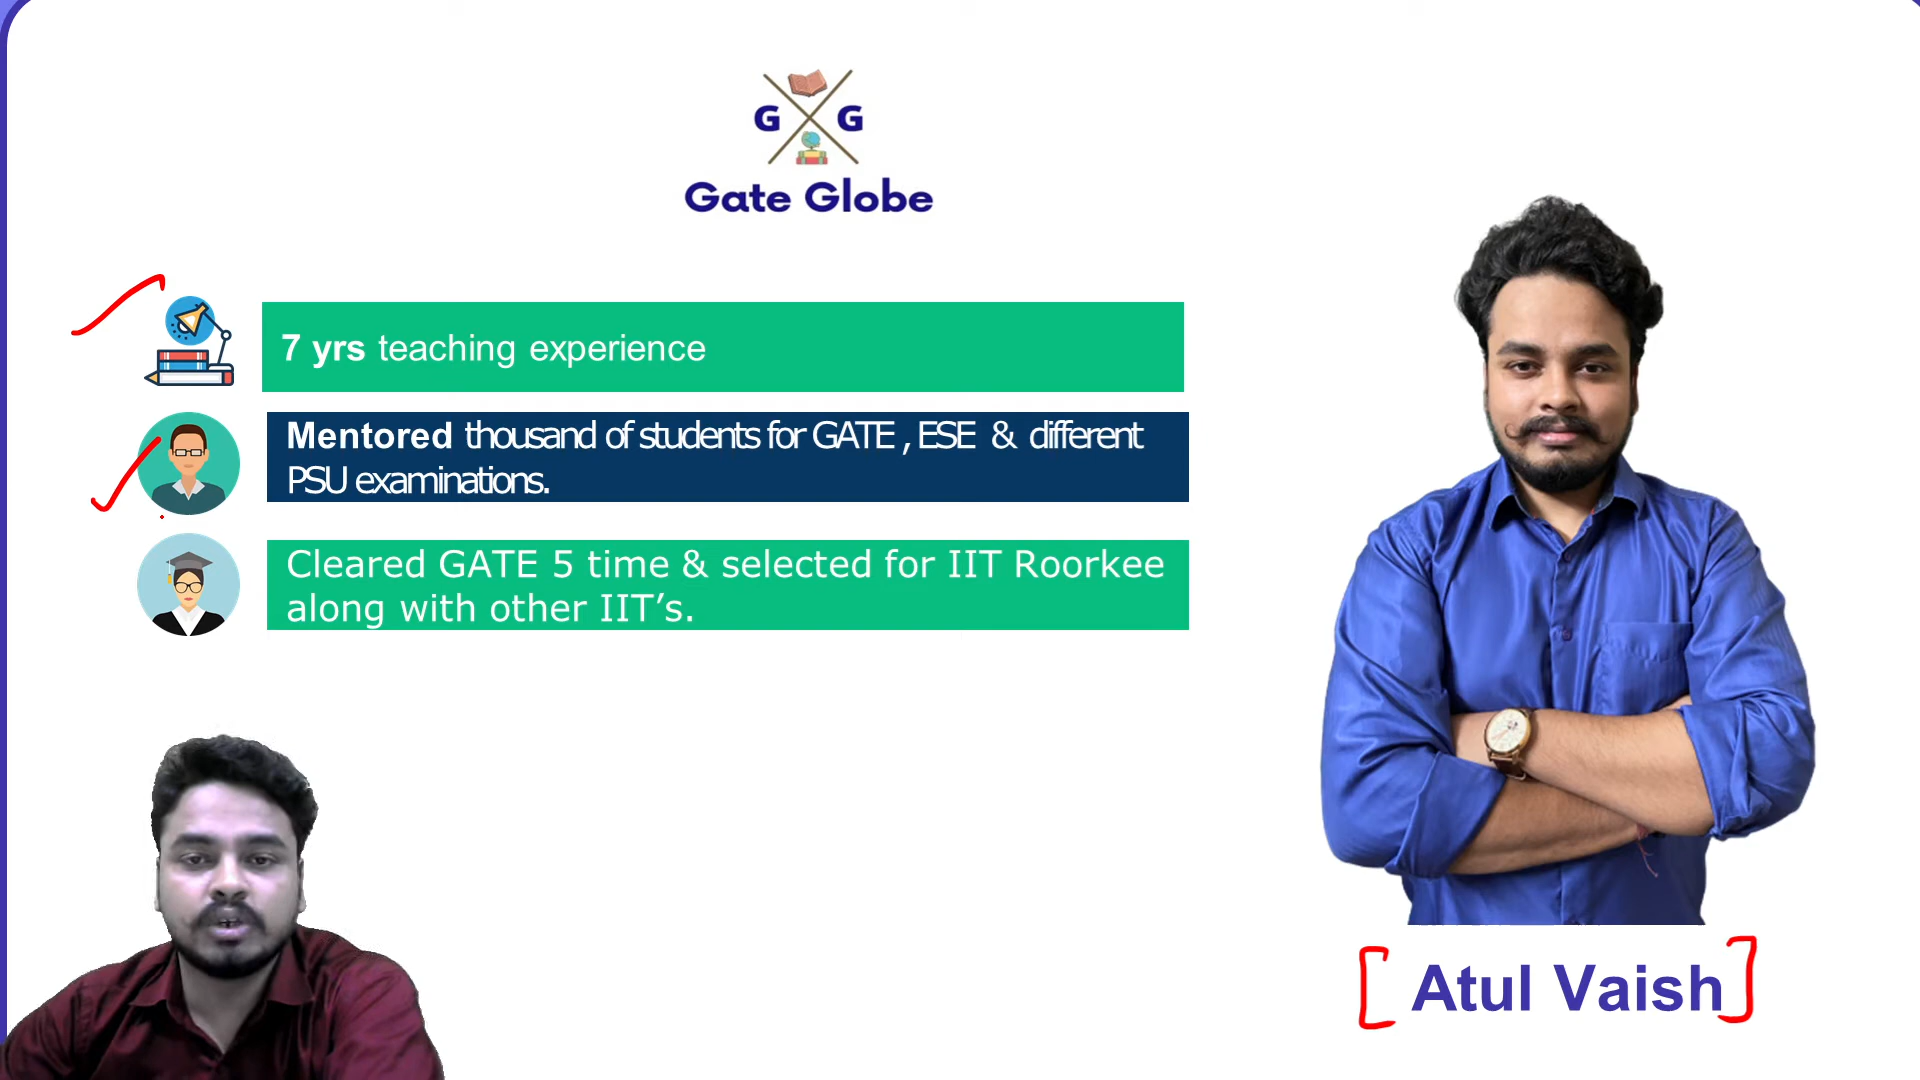 G G
Gate Globe
7 yrs teaching experience
Mentored thousand of students for GATE , ESE & different
PSU examinations.
Cleared GATE 5 time & selected for IIT Roorkee
along with other IIT’s.
[ Atul Vaish ]